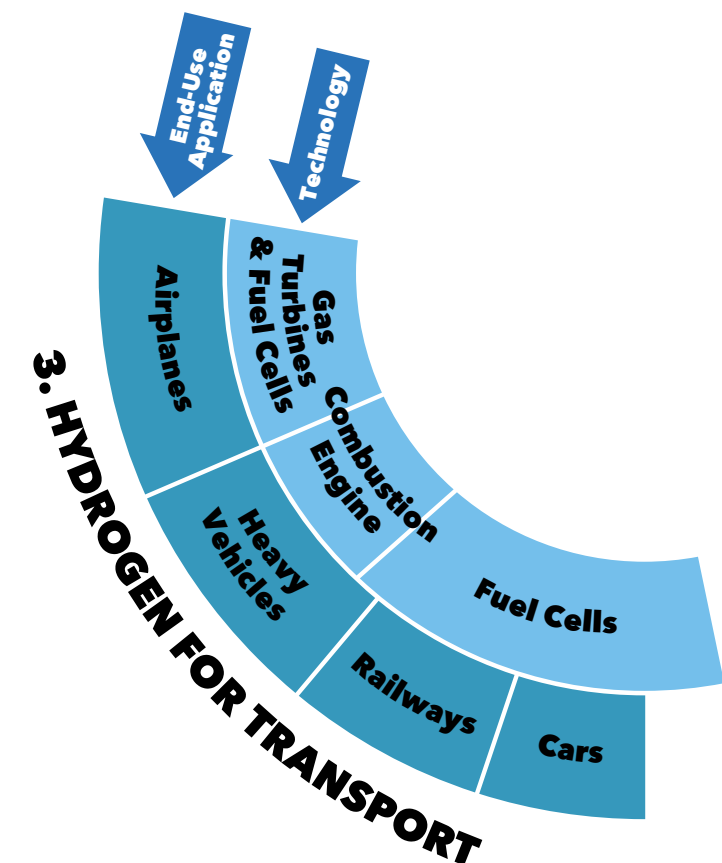 End-Use
Application
Technology
Airplanes
Gas
Turbines
& Fuel Cells
Combustion
Engine
Heavy
Vehicles
Fuel Cells
Railways
Cars
3. HYDROGEN FOR TRANSPORT